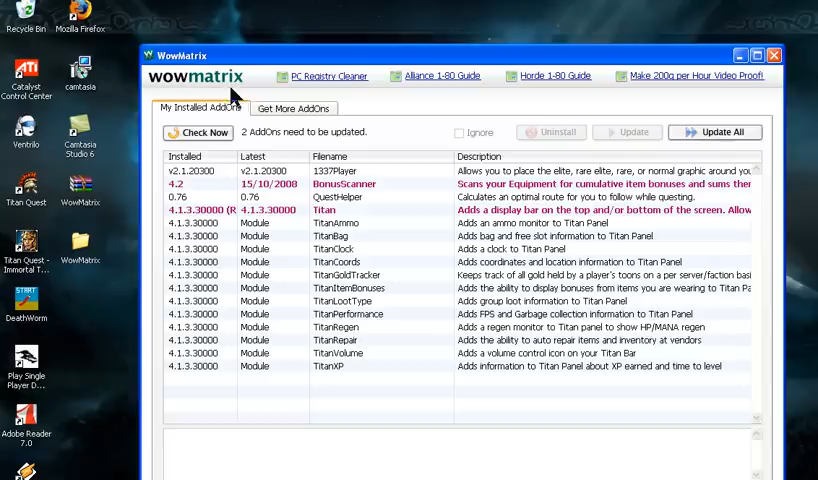 Recycle Bin
Mozilla Firefox
Catalyst
Control Center
camtasia
Ventrilo
Camtasia
Studio 6
Titan Quest
WowMatrix
Titan Quest -
Immortal T...
WowMatrix
START
DeathWorm
Play Single
Player D...
Adobe Reader
7.0
WowMatrix
wowmatrix
PC Registry Cleaner
Alliance 1-80 Guide
Horde 1-80 Guide
Make 200g per Hour Video Proof!
My Installed AddOns
Get More AddOns
Check Now
2 AddOns need to be updated.
Ignore
Uninstall
Update
Update All
Installed Latest Filename Description
v2.1.20300 v2.1.20300 1337Player Allows you to place the elite, rare elite, rare, or normal graphic around you
4.2 15/10/2008 BonusScanner Scans your Equipment for cumulative item bonuses and sums ther
0.76 0.76 QuestHelper Calculates an optimal route for you to follow while questing.
4.1.3.30000 (R 4.1.3.30000 Titan Adds a display bar on the top and/or bottom of the screen. Allow
4.1.3.30000 Module TitanAmmo Adds an ammo monitor to Titan Panel
4.1.3.30000 Module TitanBag Adds bag and free slot information to Titan Panel
4.1.3.30000 Module TitanClock Adds a clock to Titan Panel
4.1.3.30000 Module TitanCoords Adds coordinates and location information to Titan Panel
4.1.3.30000 Module TitanGoldTracker Keeps track of all gold held by a player's toons on a per server/faction basi
4.1.3.30000 Module TitanItemBonuses Adds the ability to display bonuses from items you are wearing to Titan Pa
4.1.3.30000 Module TitanLootType Adds group loot information to Titan Panel
4.1.3.30000 Module TitanPerformance Adds FPS and Garbage collection information to Titan Panel
4.1.3.30000 Module TitanRegen Adds a regen monitor to Titan panel to show HP/MANA regen
4.1.3.30000 Module TitanRepair Adds the ability to auto repair items and inventory at vendors
4.1.3.30000 Module TitanVolume Adds a volume control icon on your Titan Bar
4.1.3.30000 Module TitanXP Adds information to Titan Panel about XP earned and time to level